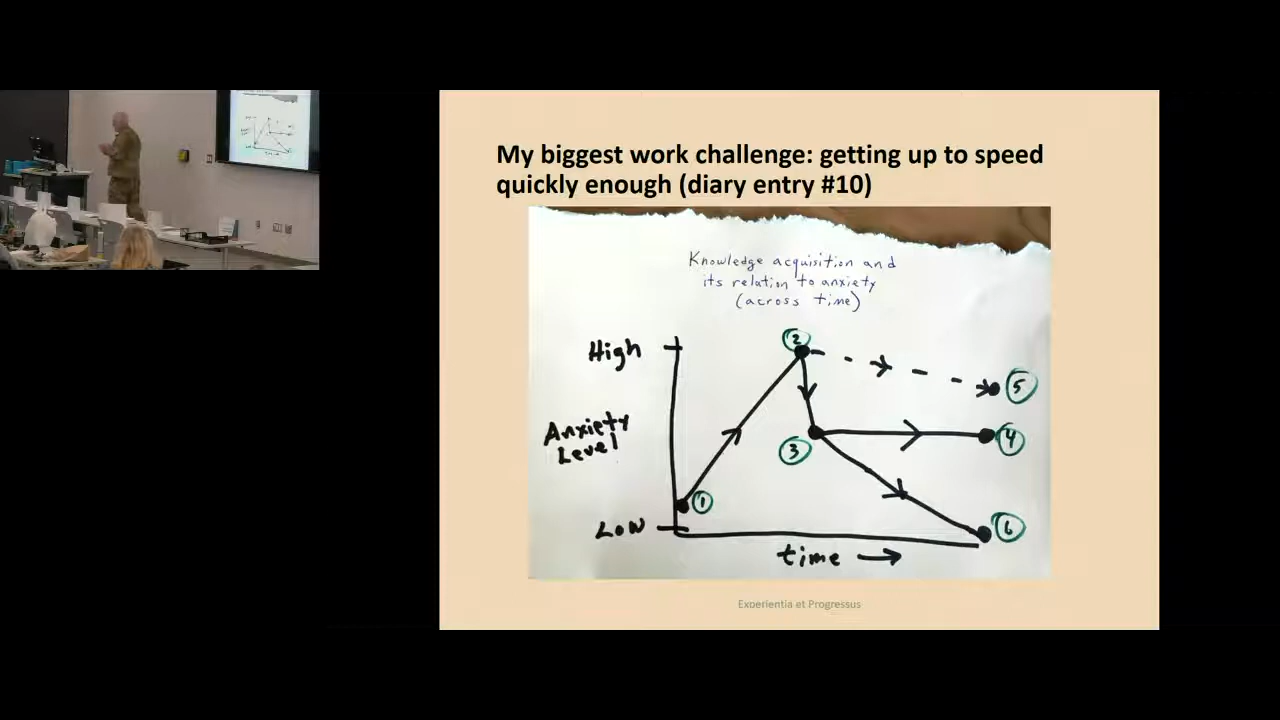 My biggest work challenge: getting up to speed
quickly enough (diary entry #10)
Knowledge acquisition and
its relation to anxiety
(across time)
High
Anxiety
Level
Low
time
1
2
3
4
5
6
Experientia et Progressus